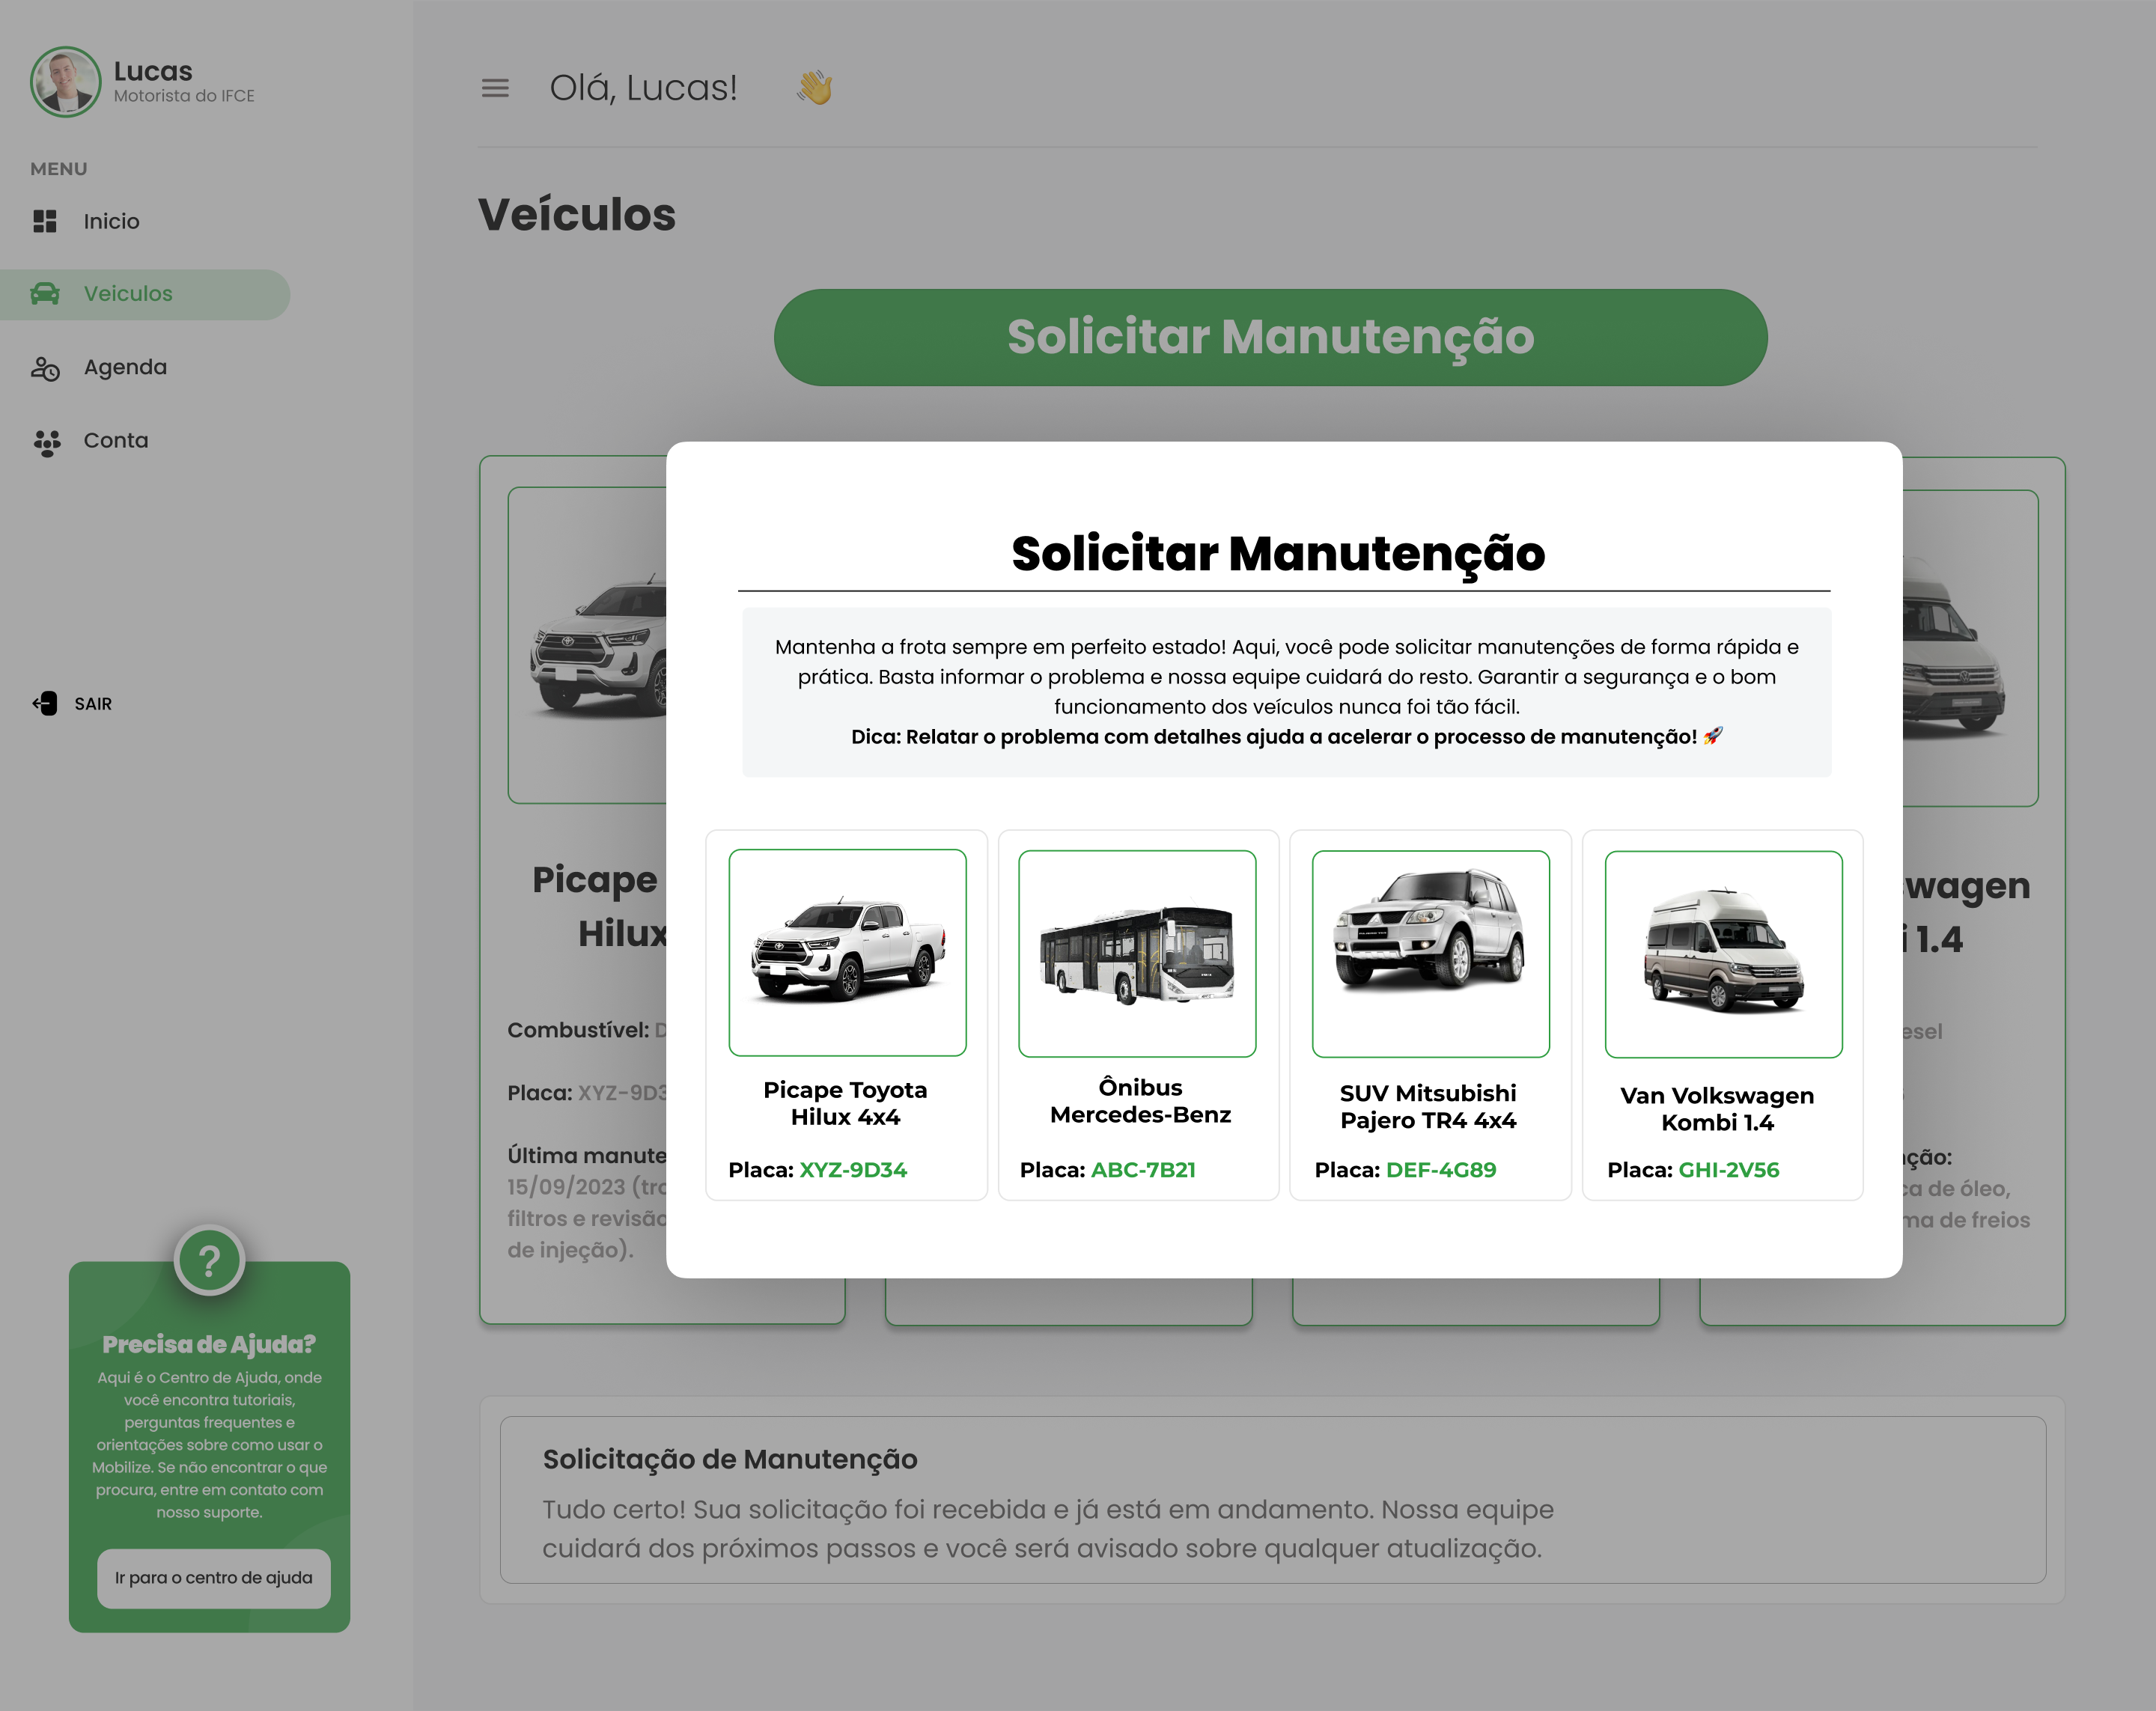 Lucas
Motorista do IFCE
MENU
Inicio
Veiculos
Agenda
Conta
SAIR
?
Precisa de Ajuda?
Aqui é o Centro de Ajuda, onde
você encontra tutoriais,
perguntas frequentes e
orientações sobre como usar o
Mobilize. Se não encontrar o que
procura, entre em contato com
nosso suporte.
Ir para o centro de ajuda
Olá, Lucas! 👋
Veículos
Solicitar Manutenção
Picape
Hilux
Combustível:
Placa: XYZ-9D3
Última manute
15/09/2023 (tro
filtros e revisão
de injeção).
Solicitar Manutenção
Mantenha a frota sempre em perfeito estado! Aqui, você pode solicitar manutenções de forma rápida e
prática. Basta informar o problema e nossa equipe cuidará do resto. Garantir a segurança e o bom
funcionamento dos veículos nunca foi tão fácil.
Dica: Relatar o problema com detalhes ajuda a acelerar o processo de manutenção! 🚀
Picape Toyota
Hilux 4x4
Placa: XYZ-9D34
Ônibus
Mercedes-Benz
Placa: ABC-7B21
SUV Mitsubishi
Pajero TR4 4x4
Placa: DEF-4G89
Van Volkswagen
Kombi 1.4
Placa: GHI-2V56
wagen
i 1.4
esel
ção:
ca de óleo,
ma de freios
Solicitação de Manutenção
Tudo certo! Sua solicitação foi recebida e já está em andamento. Nossa equipe
cuidará dos próximos passos e você será avisado sobre qualquer atualização.